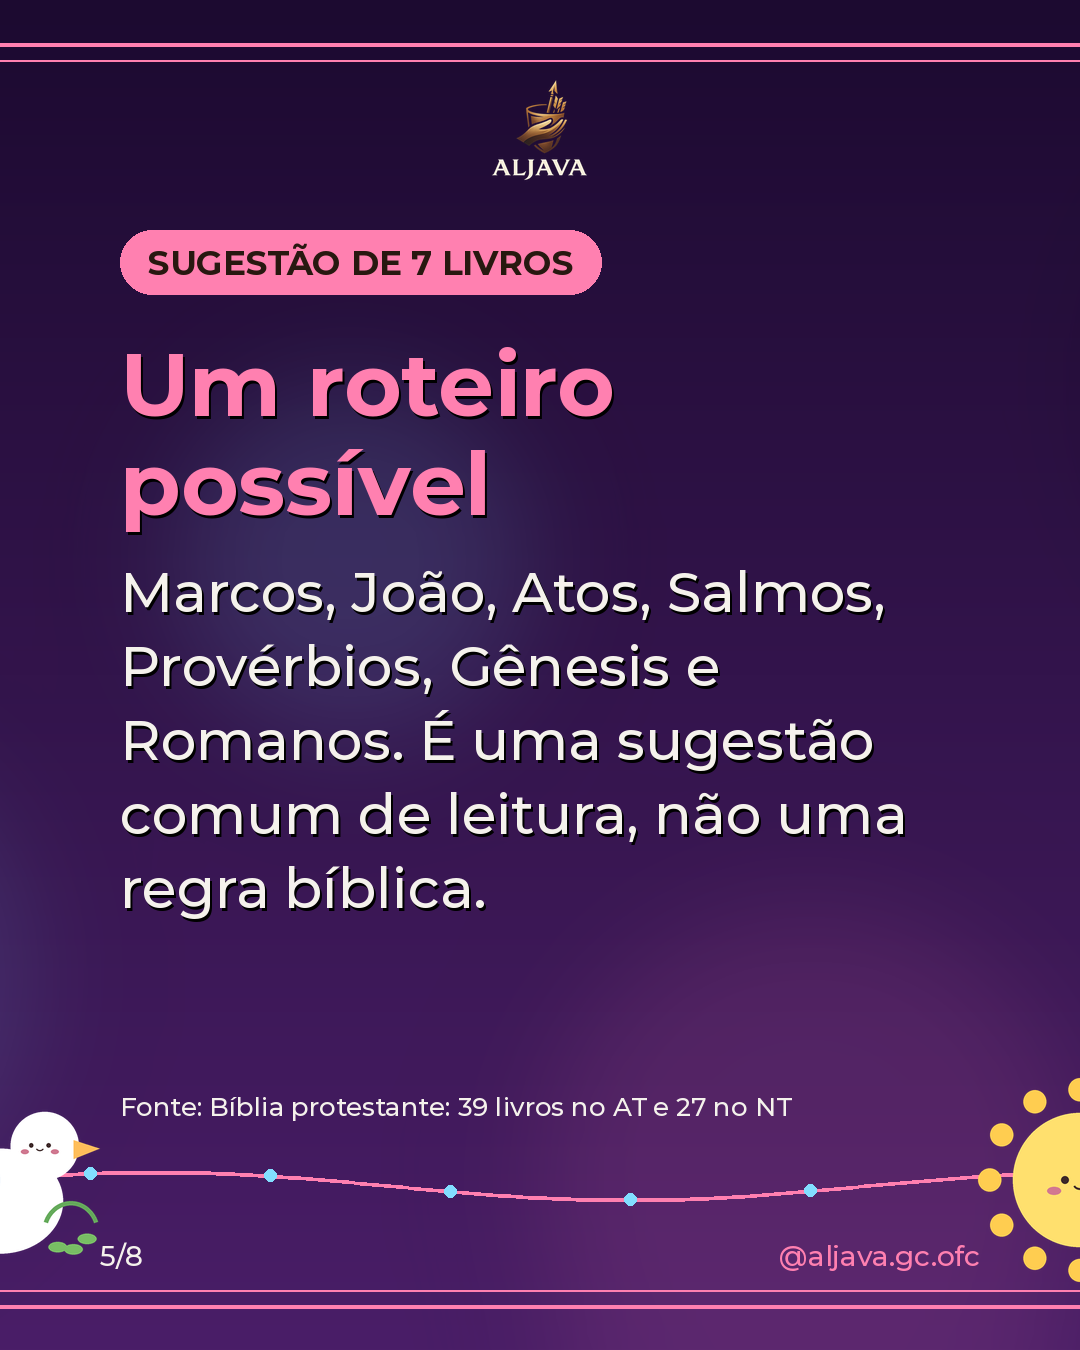 ALJAVA
SUGESTÃO DE 7 LIVROS
Um roteiro
possível
Marcos, João, Atos, Salmos,
Provérbios, Gênesis e
Romanos. É uma sugestão
comum de leitura, não uma
regra bíblica.
Fonte: Bíblia protestante: 39 livros no AT e 27 no NT
5/8
@aljava.gc.ofc